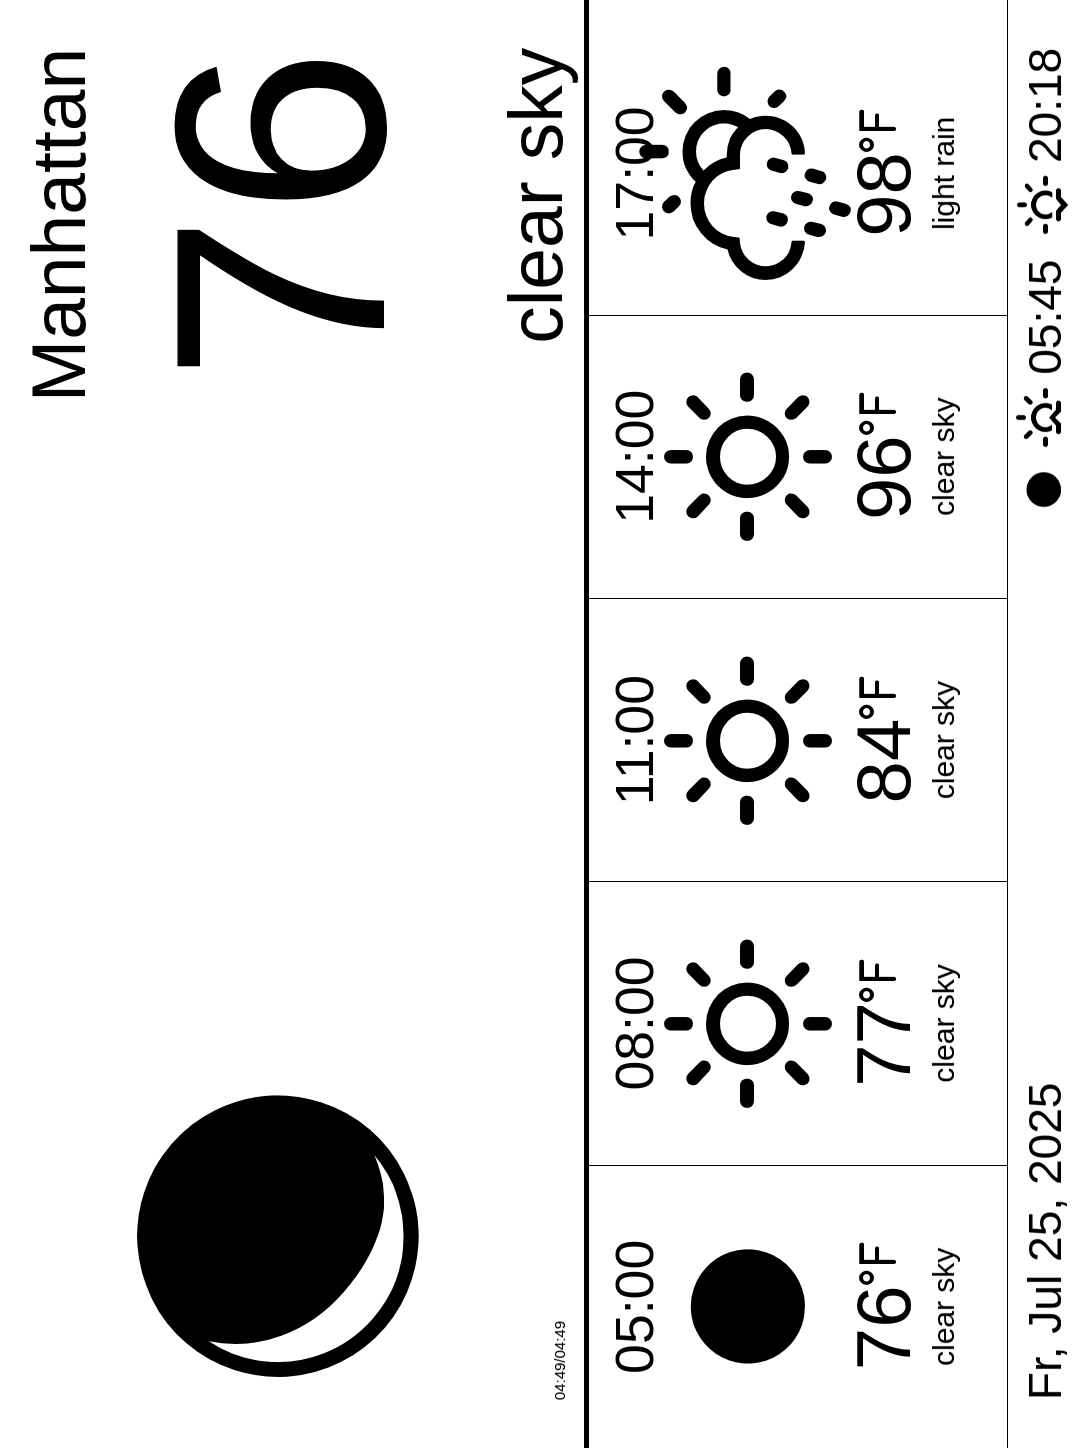 Manhattan
76
clear sky
04:49/04:49
05:00
08:00
11:00
14:00
17:00
76°F
77°F
84°F
96°F
98°F
clear sky
clear sky
clear sky
clear sky
light rain
Fr, Jul 25, 2025
05:45
20:18